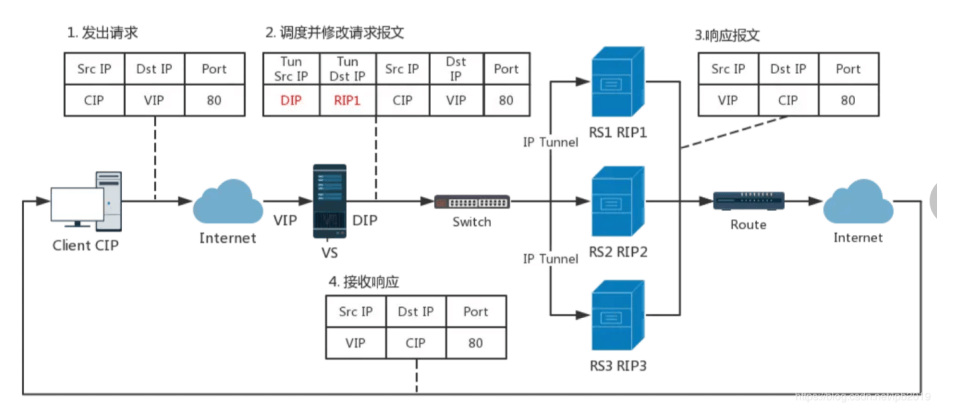 1. 发出请求
Src IP Dst IP Port
CIP VIP 80
2. 调度并修改请求报文
Tun Src IP Tun Dst IP Src IP Dst IP Port
DIP RIP1 CIP VIP 80
3.响应报文
Src IP Dst IP Port
VIP CIP 80
RS1 RIP1
IP Tunnel
Client CIP
Internet
VIP
VS
DIP
Switch
RS2 RIP2
Route
Internet
IP Tunnel
RS3 RIP3
4. 接收响应
Src IP Dst IP Port
VIP CIP 80